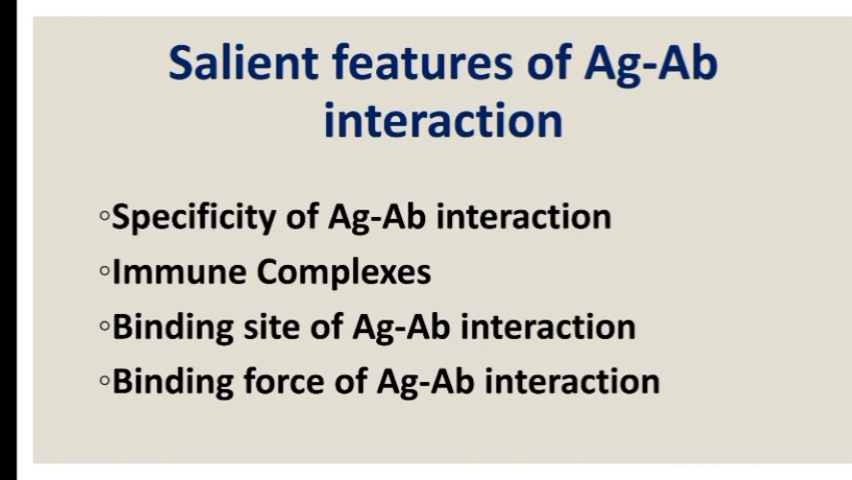 Salient features of Ag-Ab
interaction
◦Specificity of Ag-Ab interaction
◦Immune Complexes
◦Binding site of Ag-Ab interaction
◦Binding force of Ag-Ab interaction